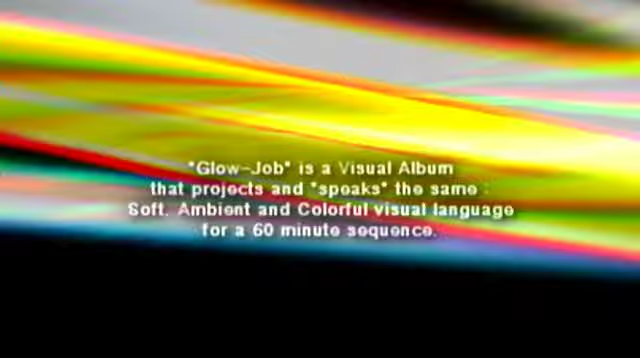 "Glow-Job" is a Visual Album
that projects and "speaks" the same :
Soft, Ambient and Colorful visual language
for a 60 minute sequence.